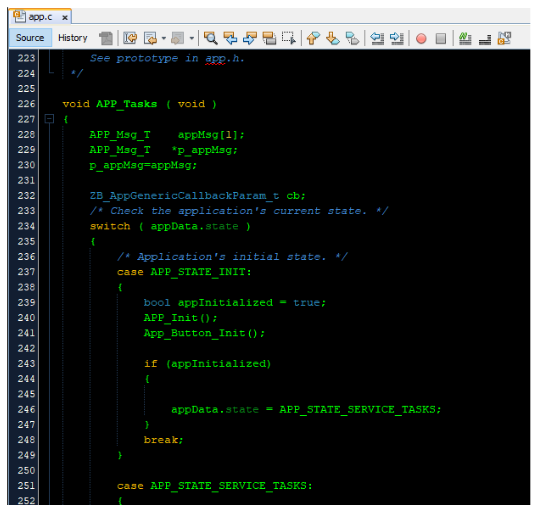 app.c x
Source History
223 See prototype in app.h.
224 */
225
226 void APP_Tasks ( void )
227 {
228 APP_Msg_T appMsg[1];
229 APP_Msg_T *p_appMsg;
230 p_appMsg=appMsg;
231
232 ZB_AppGenericCallbackParam_t cb;
233 /* Check the application's current state. */
234 switch ( appData.state )
235 {
236 /* Application's initial state. */
237 case APP_STATE_INIT:
238 {
239 bool appInitialized = true;
240 APP_Init();
241 App_Button_Init();
242
243 if (appInitialized)
244 {
245
246 appData.state = APP_STATE_SERVICE_TASKS;
247 }
248 break;
249 }
250
251 case APP_STATE_SERVICE_TASKS:
252 {